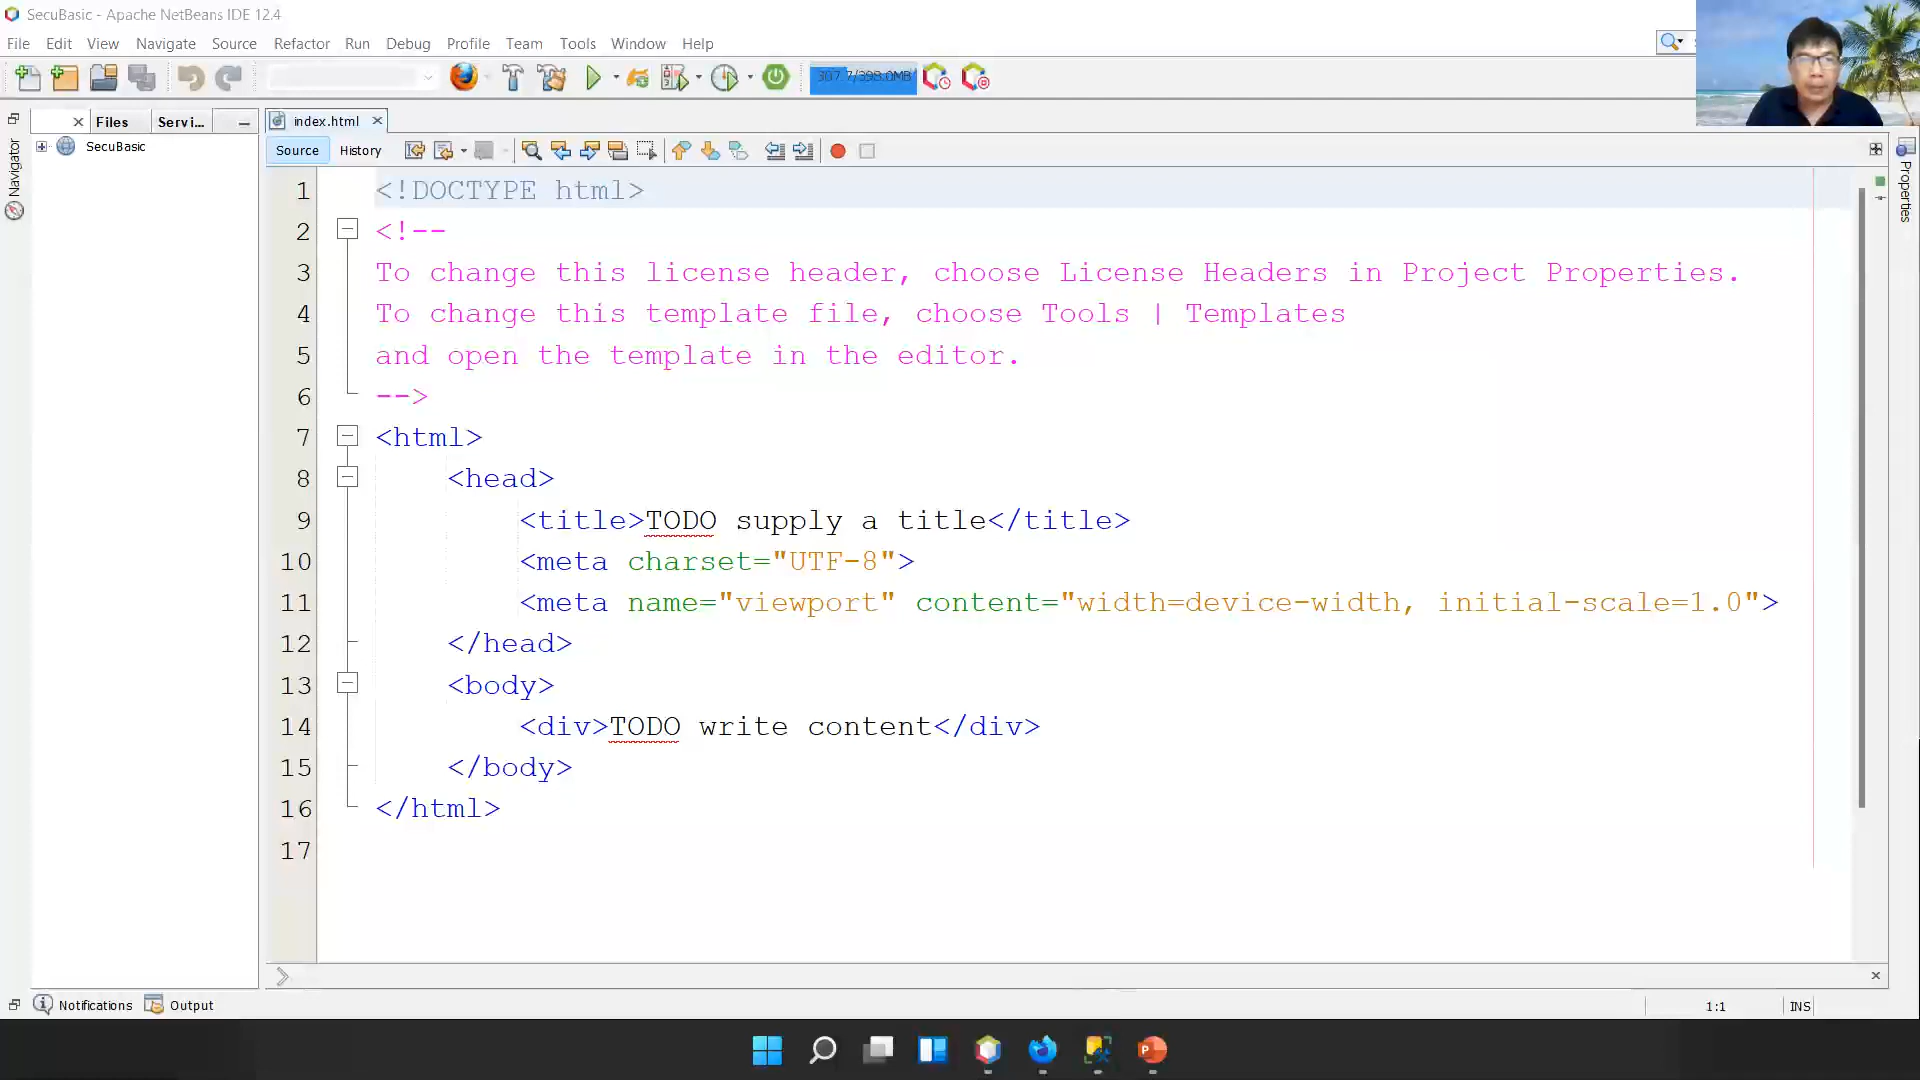 SecuBasic - Apache NetBeans IDE 12.4
File Edit View Navigate Source Refactor Run Debug Profile Team Tools Window Help
307.7/398.0MB
Files Servi...
index.html
SecuBasic
Source History
Navigator
Properties
1 <!DOCTYPE html>
2 <!--
3 To change this license header, choose License Headers in Project Properties.
4 To change this template file, choose Tools | Templates
5 and open the template in the editor.
6 -->
7 <html>
8 <head>
9 <title>TODO supply a title</title>
10 <meta charset="UTF-8">
11 <meta name="viewport" content="width=device-width, initial-scale=1.0">
12 </head>
13 <body>
14 <div>TODO write content</div>
15 </body>
16 </html>
17
Notifications Output
1:1 INS